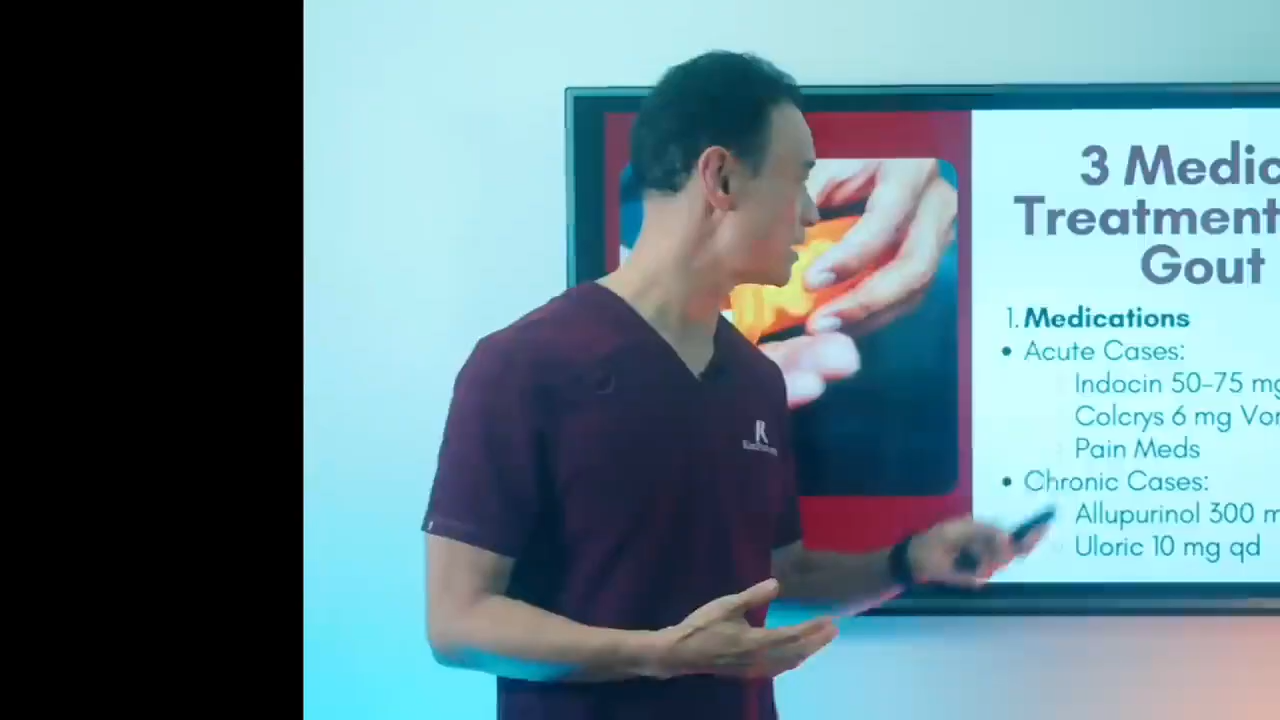 3 Medic
Treatment
Gout
1. Medications
• Acute Cases:
Indocin 50-75 mg
Colcrys 6 mg Vor
Pain Meds
• Chronic Cases:
Allupurinol 300 m
Uloric 10 mg qd